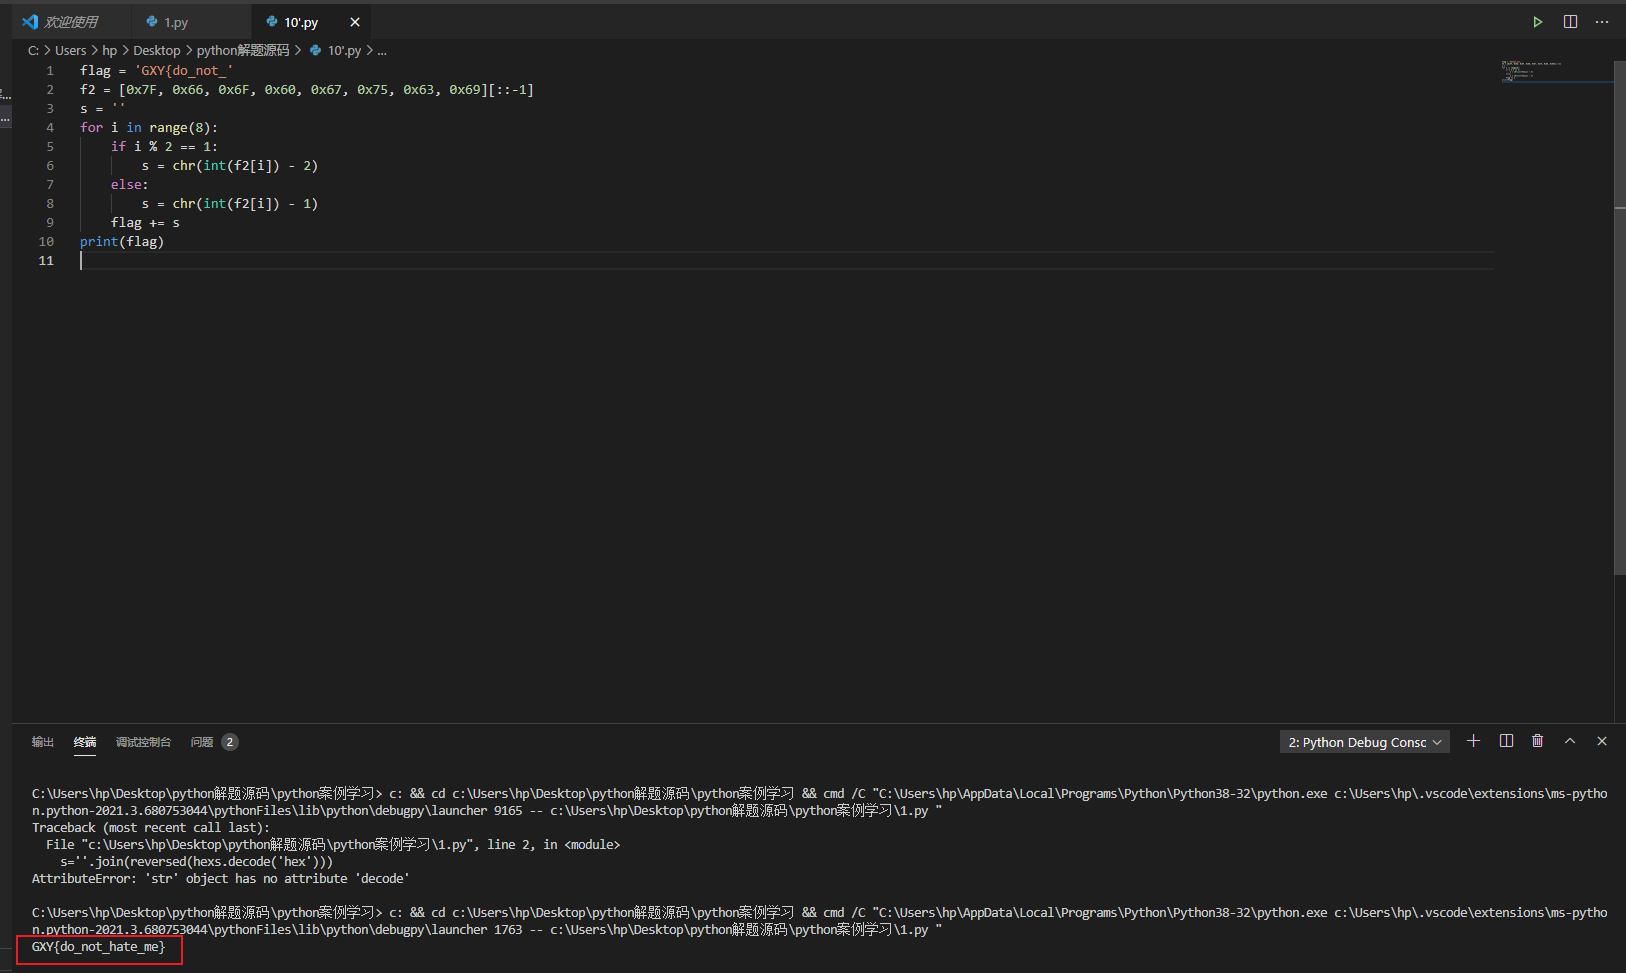 欢迎使用 1.py 10'.py
C: > Users > hp > Desktop > python解题源码 > 10'.py > ...
1 flag = 'GXY{do_not_'
2 f2 = [0x7F, 0x66, 0x6F, 0x60, 0x67, 0x75, 0x63, 0x69][::-1]
3 s = ''
4 for i in range(8):
5 if i % 2 == 1:
6 s = chr(int(f2[i]) - 2)
7 else:
8 s = chr(int(f2[i]) - 1)
9 flag += s
10 print(flag)
11
输出 终端 调试控制台 问题 2 2: Python Debug Consc
C:\Users\hp\Desktop\python解题源码\python案例学习> c: && cd c:\Users\hp\Desktop\python解题源码\python案例学习 && cmd /C "C:\Users\hp\AppData\Local\Programs\Python\Python38-32\python.exe c:\Users\hp\.vscode\extensions\ms-pytho
n.python-2021.3.680753044\pythonFiles\lib\python\debugpy\launcher 9165 -- c:\Users\hp\Desktop\python解题源码\python案例学习\1.py "
Traceback (most recent call last):
File "c:\Users\hp\Desktop\python解题源码\python案例学习\1.py", line 2, in <module>
s=''.join(reversed(hexs.decode('hex')))
AttributeError: 'str' object has no attribute 'decode'
C:\Users\hp\Desktop\python解题源码\python案例学习> c: && cd c:\Users\hp\Desktop\python解题源码\python案例学习 && cmd /C "C:\Users\hp\AppData\Local\Programs\Python\Python38-32\python.exe c:\Users\hp\.vscode\extensions\ms-pytho
n.python-2021.3.680753044\pythonFiles\lib\python\debugpy\launcher 1763 -- c:\Users\hp\Desktop\python解题源码\python案例学习\1.py "
GXY{do_not_hate_me}